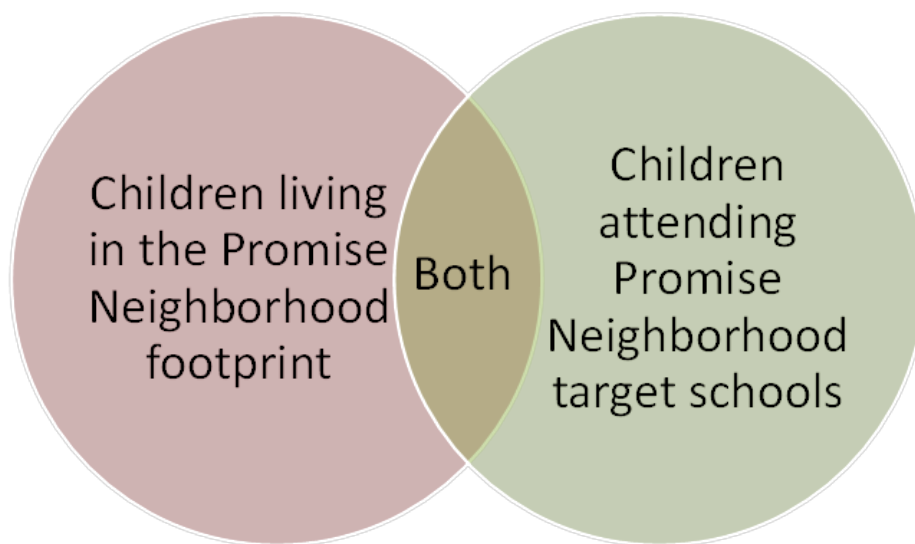 Children living
in the Promise
Neighborhood
footprint
Both
Children
attending
Promise
Neighborhood
target schools